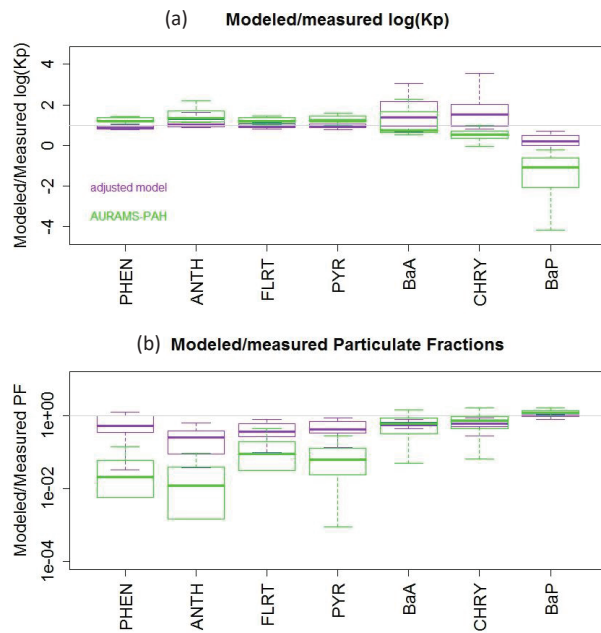 (a) Modeled/measured log(Kp)
Modeled/Measured log(Kp)
4
2
0
-2
-4
adjusted model
AURAMS-PAH
PHEN
ANTH
FLRT
PYR
BaA
CHRY
BaP
(b) Modeled/measured Particulate Fractions
Modeled/Measured PF
1e+00
1e-02
1e-04
PHEN
ANTH
FLRT
PYR
BaA
CHRY
BaP